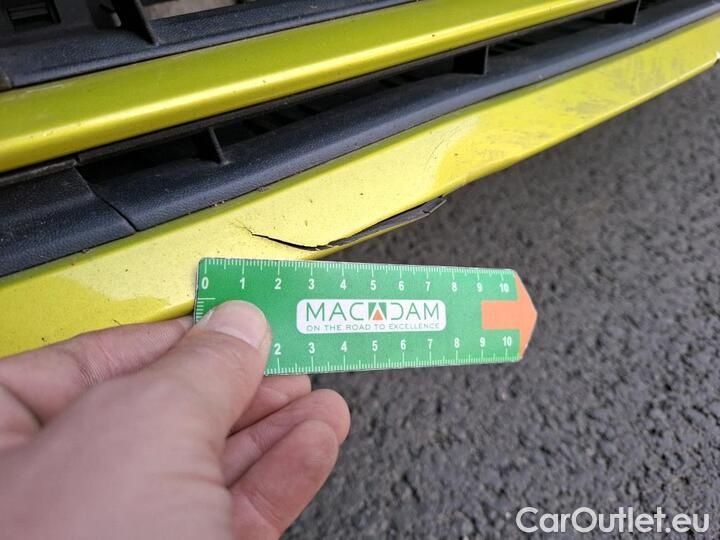 0 1 2 3 4 5 6 7 8 9 10
MACADAM
ON THE ROAD TO EXCELLENCE
2 3 4 5 6 7 8 9 10
CarOutlet.eu